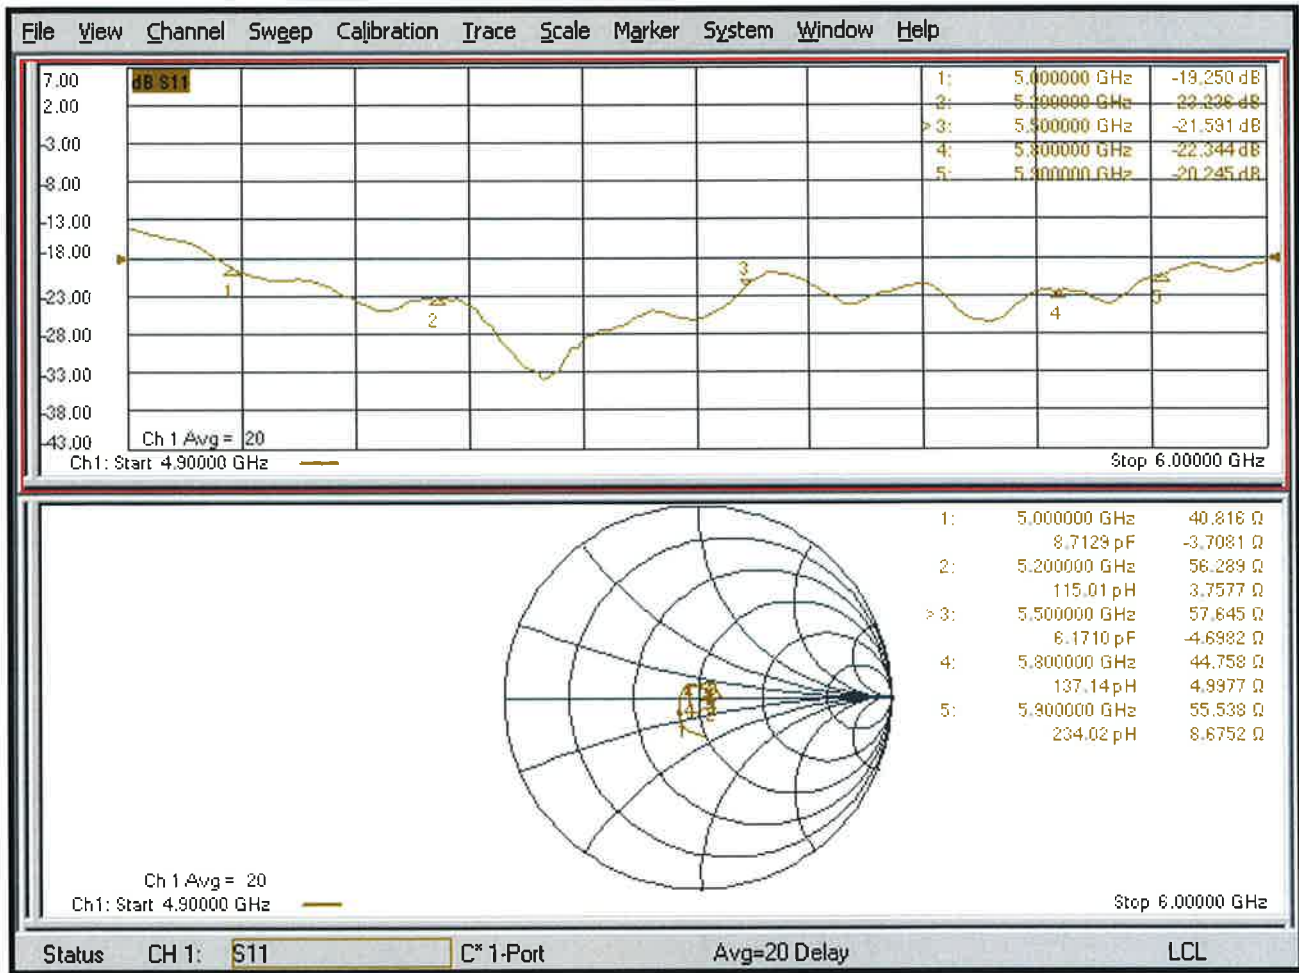 File View Channel Sweep Calibration Trace Scale Marker System Window Help
7.00
2.00
-3.00
-8.00
-13.00
-18.00
-23.00
-28.00
-33.00
-38.00
-43.00
dB S11
1: 5.000000 GHz -19.250 dB
2: 5.200000 GHz -23.236 dB
> 3: 5.500000 GHz -21.591 dB
4: 5.800000 GHz -22.344 dB
5: 5.900000 GHz -20.245 dB
1
2
3
4
5
Ch 1 Avg = 20
Ch1: Start 4.90000 GHz
Stop 6.00000 GHz
1: 5.000000 GHz 40.816 Ω
8.7129 pF -3.7081 Ω
2: 5.200000 GHz 56.289 Ω
115.01 pH 3.7577 Ω
> 3: 5.500000 GHz 57.645 Ω
6.1710 pF -4.6982 Ω
4: 5.800000 GHz 44.758 Ω
137.14 pH 4.9977 Ω
5: 5.900000 GHz 55.538 Ω
234.02 pH 8.6752 Ω
Ch 1 Avg = 20
Ch1: Start 4.90000 GHz
Stop 6.00000 GHz
Status CH 1: S11 C* 1-Port Avg=20 Delay LCL